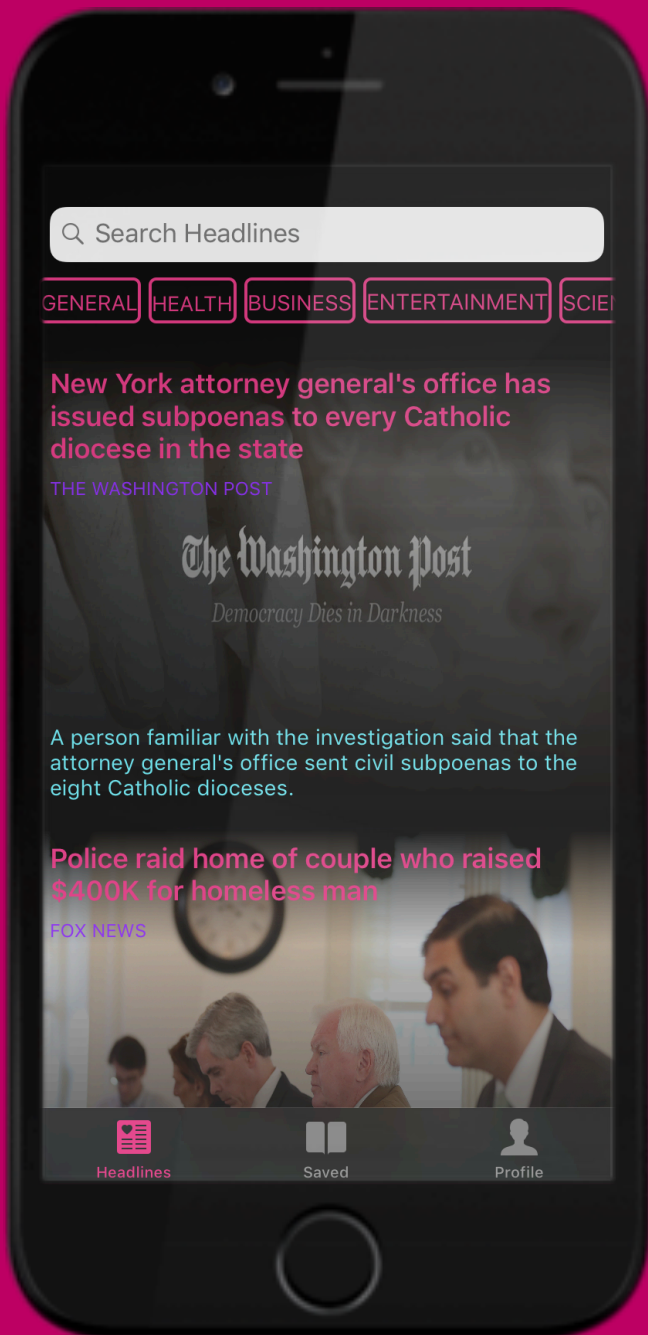 Search Headlines
GENERAL HEALTH BUSINESS ENTERTAINMENT SCIE
New York attorney general's office has
issued subpoenas to every Catholic
diocese in the state
THE WASHINGTON POST
The Washington Post
Democracy Dies in Darkness
A person familiar with the investigation said that the
attorney general's office sent civil subpoenas to the
eight Catholic dioceses.
Police raid home of couple who raised
$400K for homeless man
FOX NEWS
Headlines Saved Profile